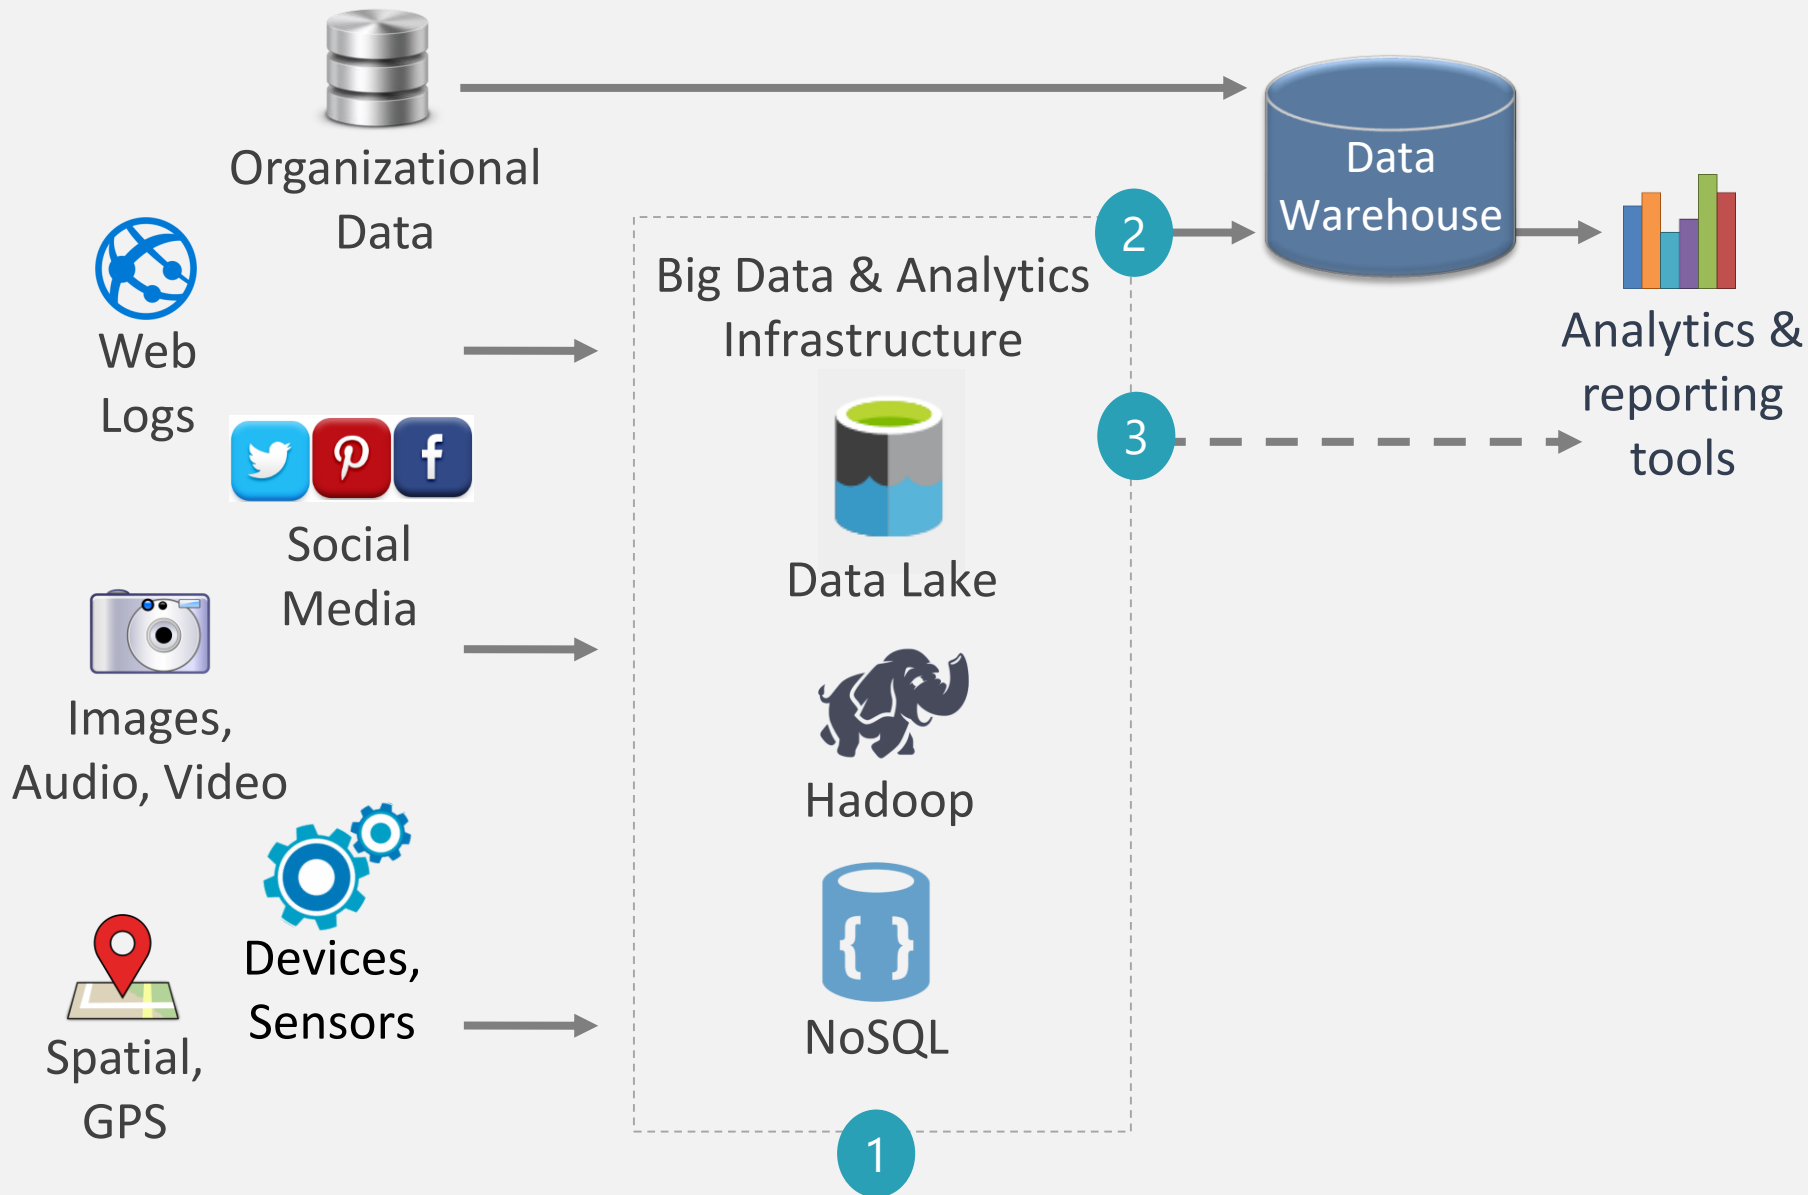 Organizational
Data
Web
Logs
Social
Media
Images,
Audio, Video
Devices,
Sensors
Spatial,
GPS
Big Data & Analytics
Infrastructure
Data Lake
Hadoop
{ }
NoSQL
1
2
3
Data
Warehouse
Analytics &
reporting
tools